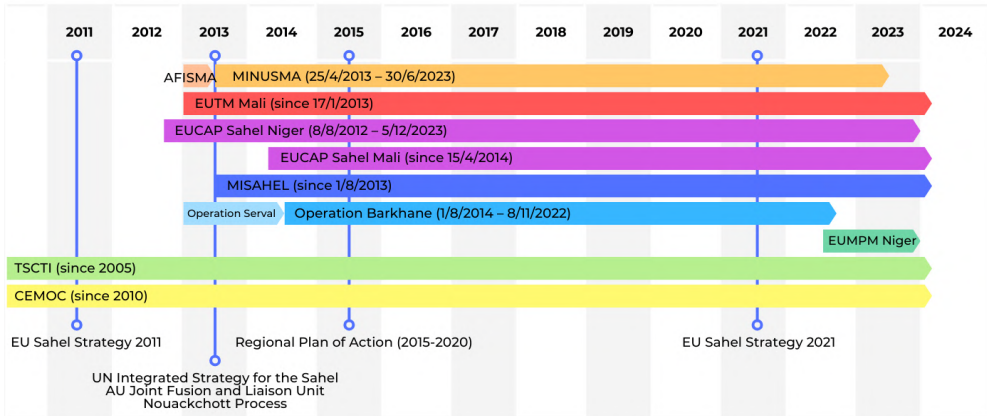 2011 2012 2013 2014 2015 2016 2017 2018 2019 2020 2021 2022 2023 2024
AFISMA MINUSMA (25/4/2013 – 30/6/2023)
EUTM Mali (since 17/1/2013)
EUCAP Sahel Niger (8/8/2012 – 5/12/2023)
EUCAP Sahel Mali (since 15/4/2014)
MISAHEL (since 1/8/2013)
Operation Serval Operation Barkhane (1/8/2014 – 8/11/2022)
EUMPM Niger
TSCTI (since 2005)
CEMOC (since 2010)
EU Sahel Strategy 2011 Regional Plan of Action (2015-2020) EU Sahel Strategy 2021
UN Integrated Strategy for the Sahel
AU Joint Fusion and Liaison Unit
Nouackchott Process